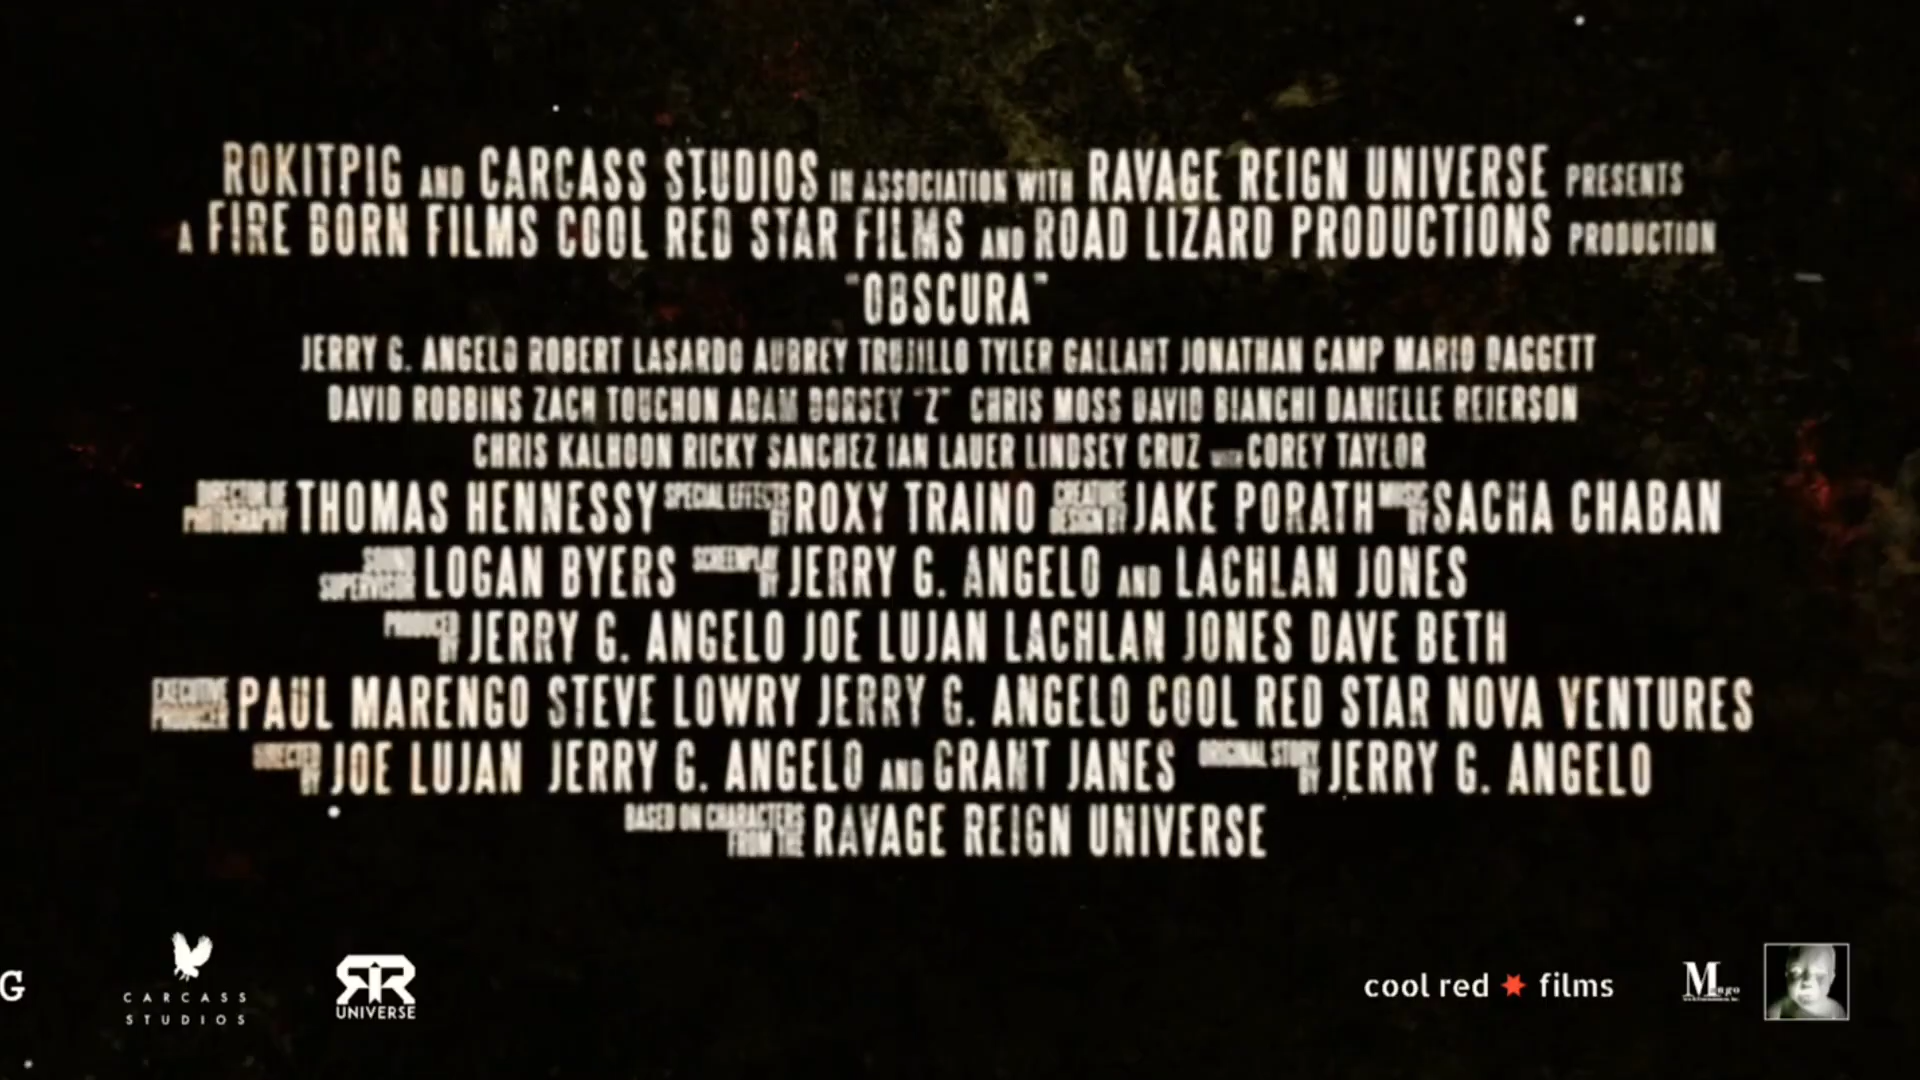 ROKITPIG AND CARCASS STUDIOS IN ASSOCIATION WITH RAVAGE REIGN UNIVERSE PRESENTS
A FIRE BORN FILMS COOL RED STAR FILMS AND ROAD LIZARD PRODUCTIONS PRODUCTION
"OBSCURA"
JERRY G. ANGELO ROBERT LASARDO AUBREY TRUJILLO TYLER GALLANT JONATHAN CAMP MARIO DAGGETT
DAVID ROBBINS ZACH TOUCHON ADAM DORSEY "Z" CHRIS MOSS DAVID BIANCHI DANIELLE REIERSON
CHRIS KALHOON RICKY SANCHEZ IAN LAUER LINDSEY CRUZ WITH COREY TAYLOR
DIRECTOR OF PHOTOGRAPHY THOMAS HENNESSY SPECIAL EFFECTS BY ROXY TRAINO CREATURE DESIGN BY JAKE PORATH MUSIC BY SACHA CHABAN
SOUND SUPERVISOR LOGAN BYERS SCREENPLAY BY JERRY G. ANGELO AND LACHLAN JONES
PRODUCED BY JERRY G. ANGELO JOE LUJAN LACHLAN JONES DAVE BETH
EXECUTIVE PRODUCER PAUL MARENGO STEVE LOWRY JERRY G. ANGELO COOL RED STAR NOVA VENTURES
DIRECTED BY JOE LUJAN JERRY G. ANGELO AND GRANT JANES ORIGINAL STORY BY JERRY G. ANGELO
BASED ON CHARACTERS FROM THE RAVAGE REIGN UNIVERSE
G
CARCASS
STUDIOS
RR
UNIVERSE
cool red films
Mango